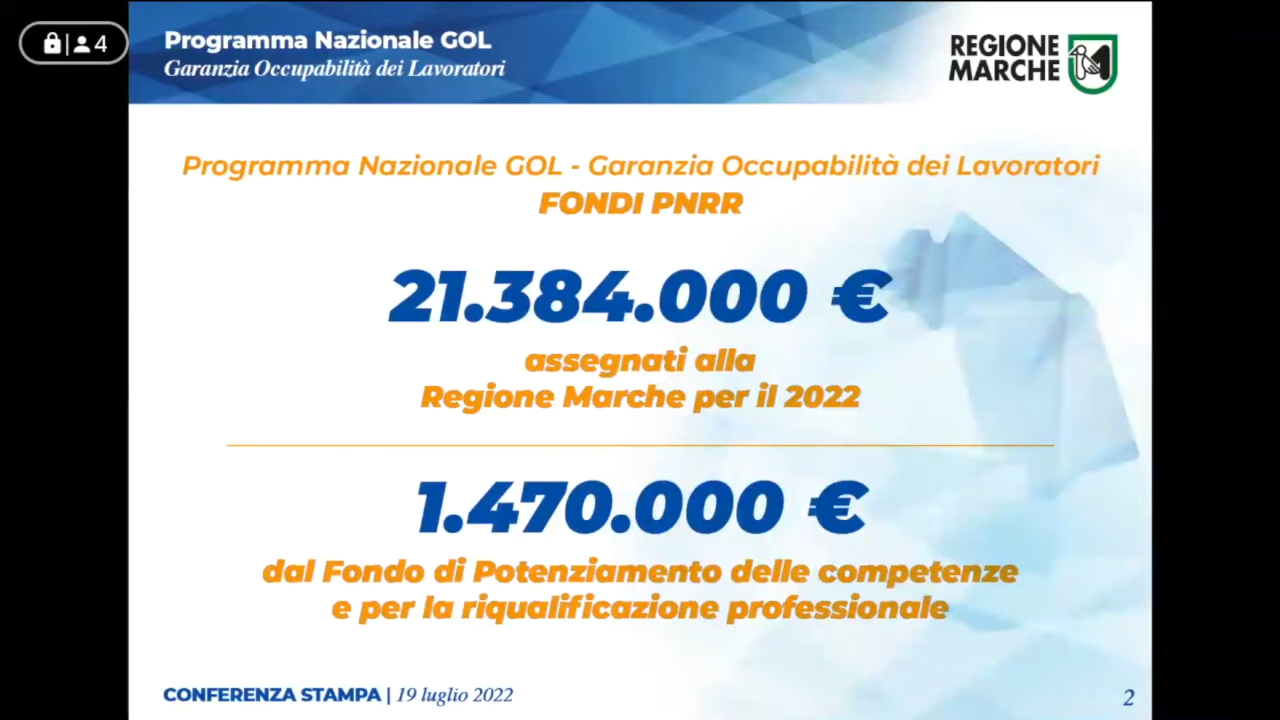 4
Programma Nazionale GOL
Garanzia Occupabilità dei Lavoratori
REGIONE
MARCHE
Programma Nazionale GOL - Garanzia Occupabilità dei Lavoratori
FONDI PNRR
21.384.000 €
assegnati alla
Regione Marche per il 2022
1.470.000 €
dal Fondo di Potenziamento delle competenze
e per la riqualificazione professionale
CONFERENZA STAMPA | 19 luglio 2022
2